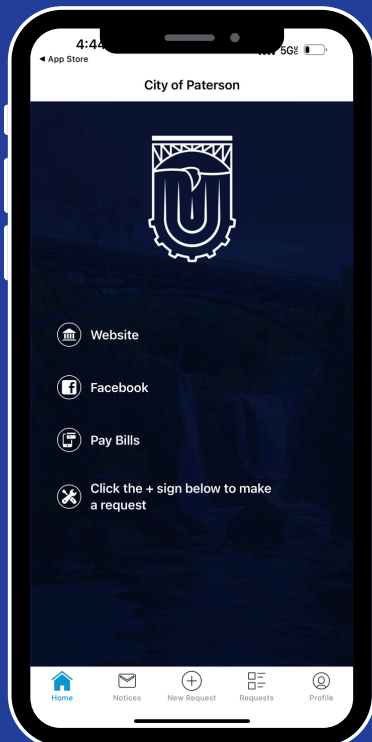 4:44
5G
◀ App Store
City of Paterson
Website
Facebook
Pay Bills
Click the + sign below to make
a request
Home
Notices
New Request
Requests
Profile